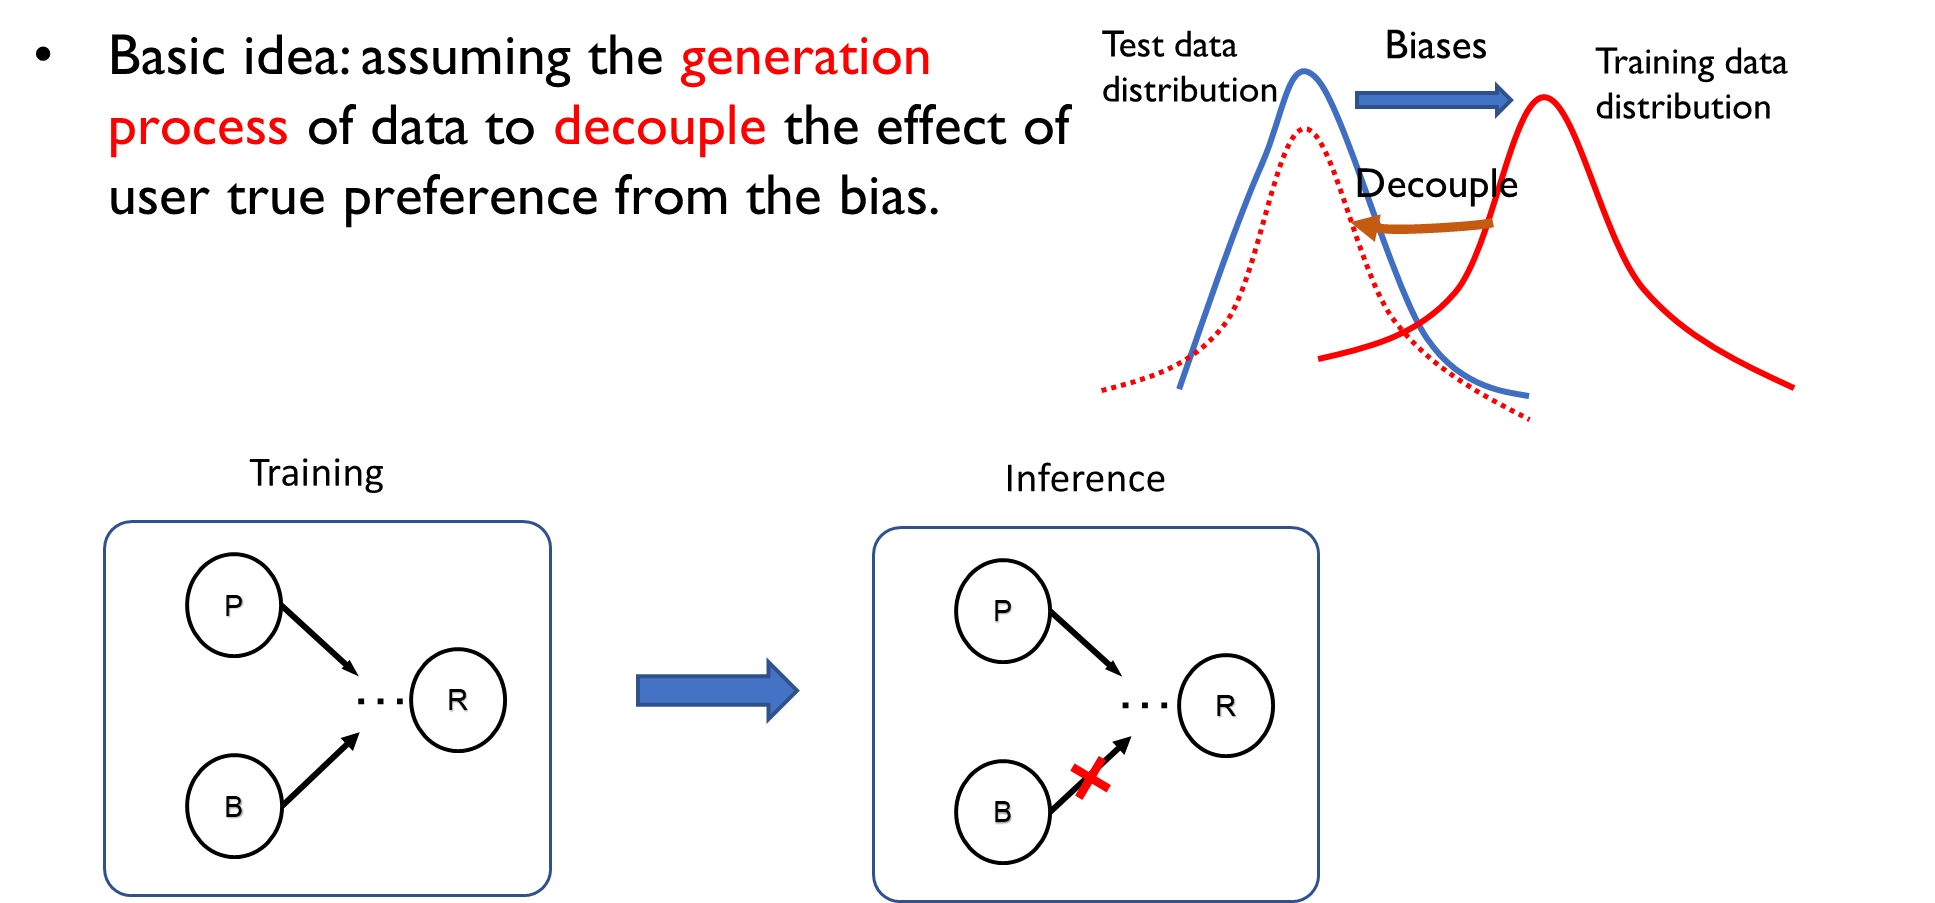 • Basic idea: assuming the generation
process of data to decouple the effect of
user true preference from the bias.
Test data
distribution
Biases
Training data
distribution
Decouple
Training
P
...
R
B
Inference
P
...
R
B